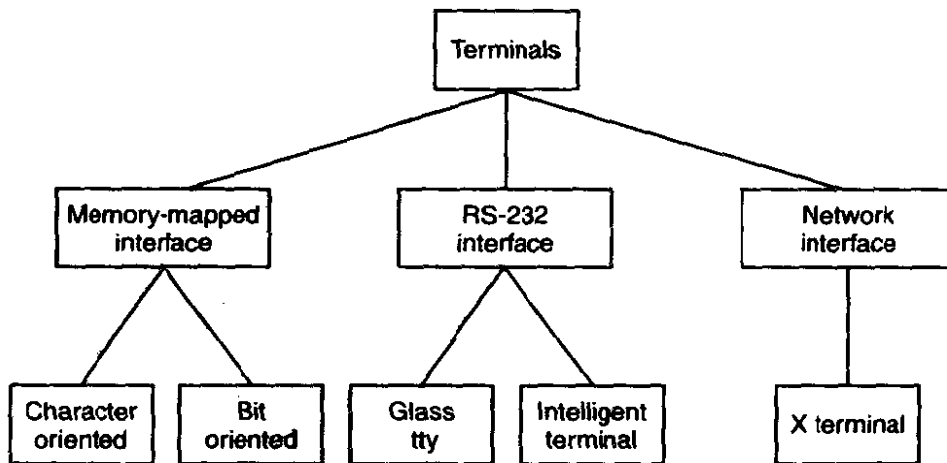 Terminals
Memory-mapped
interface
RS-232
interface
Network
interface
Character
oriented
Bit
oriented
Glass
tty
Intelligent
terminal
X terminal